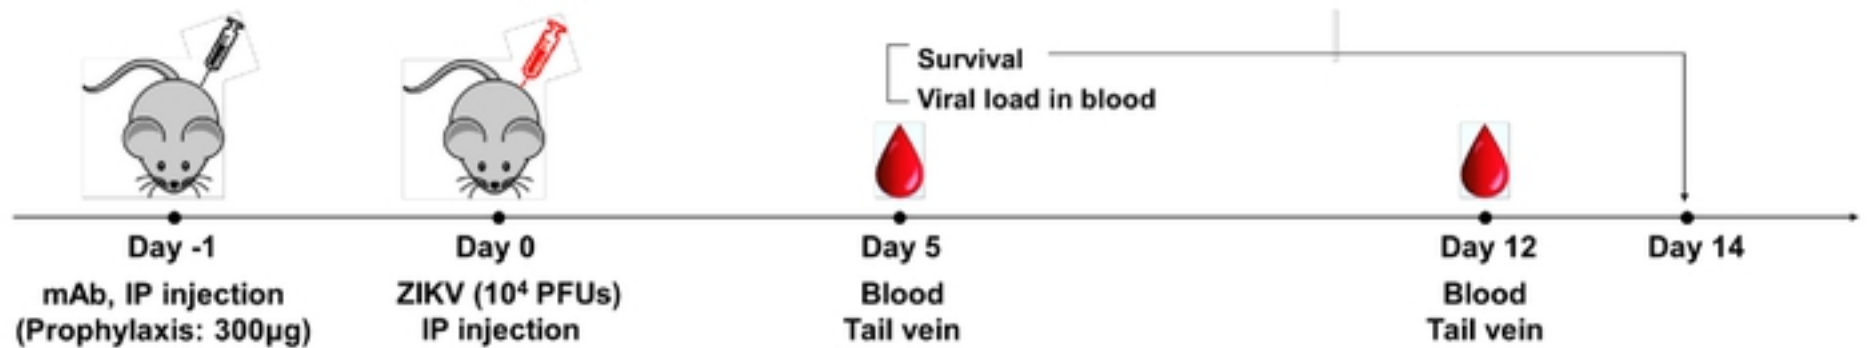 Survival
Viral load in blood
Day -1
Day 0
Day 5
Day 12
Day 14
mAb, IP injection
(Prophylaxis: 300µg)
ZIKV (10⁴ PFUs)
IP injection
Blood
Tail vein
Blood
Tail vein